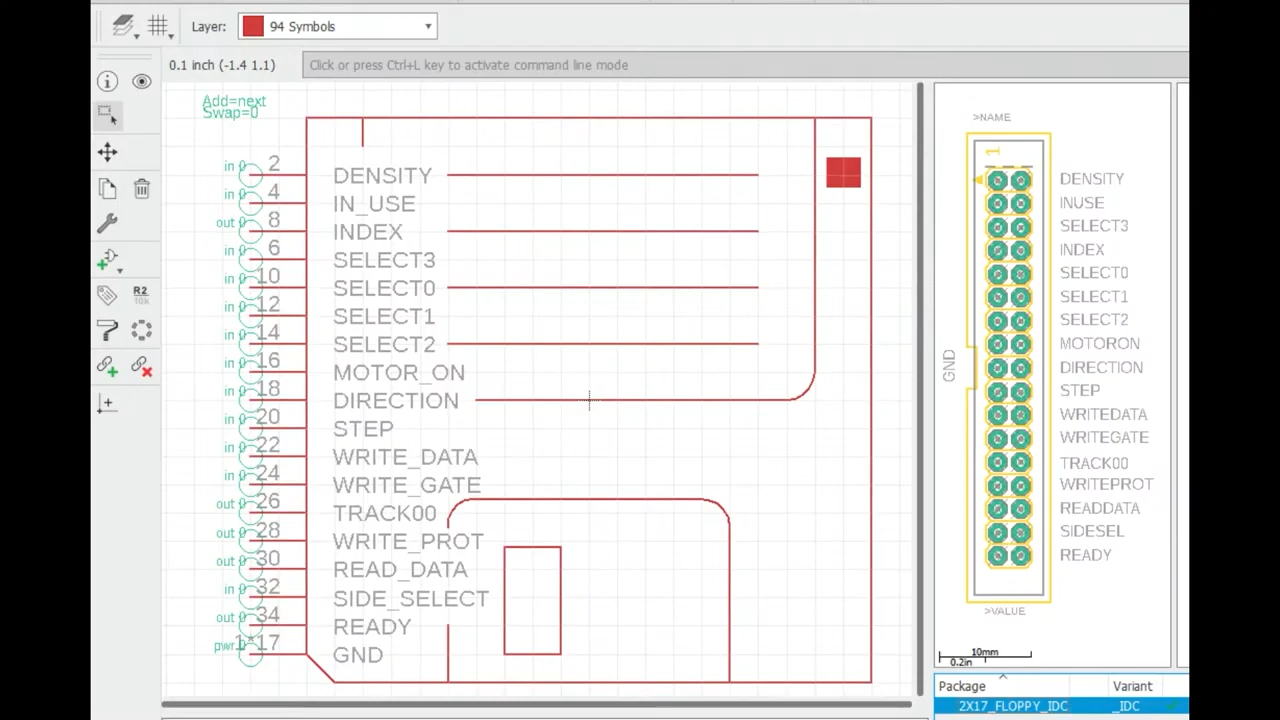 Layer: 94 Symbols
0.1 inch (-1.4 1.1) Click or press Ctrl+L key to activate command line mode
R2
10k
Add=next
Swap=0
in 0 2 DENSITY
in 0 4 IN_USE
out 0 8 INDEX
in 0 6 SELECT3
in 0 10 SELECT0
in 0 12 SELECT1
in 0 14 SELECT2
in 0 16 MOTOR_ON
in 0 18 DIRECTION
in 0 20 STEP
in 0 22 WRITE_DATA
in 0 24 WRITE_GATE
out 0 26 TRACK00
out 0 28 WRITE_PROT
out 0 30 READ_DATA
in 0 32 SIDE_SELECT
out 0 34 READY
pwr 0 1*17 GND
>NAME
1
DENSITY
INUSE
SELECT3
INDEX
SELECT0
SELECT1
SELECT2
MOTORON
DIRECTION
STEP
WRITEDATA
WRITEGATE
TRACK00
WRITEPROT
READDATA
SIDESEL
READY
GND
>VALUE
10mm
0.2in
Package Variant
2X17_FLOPPY_IDC _IDC